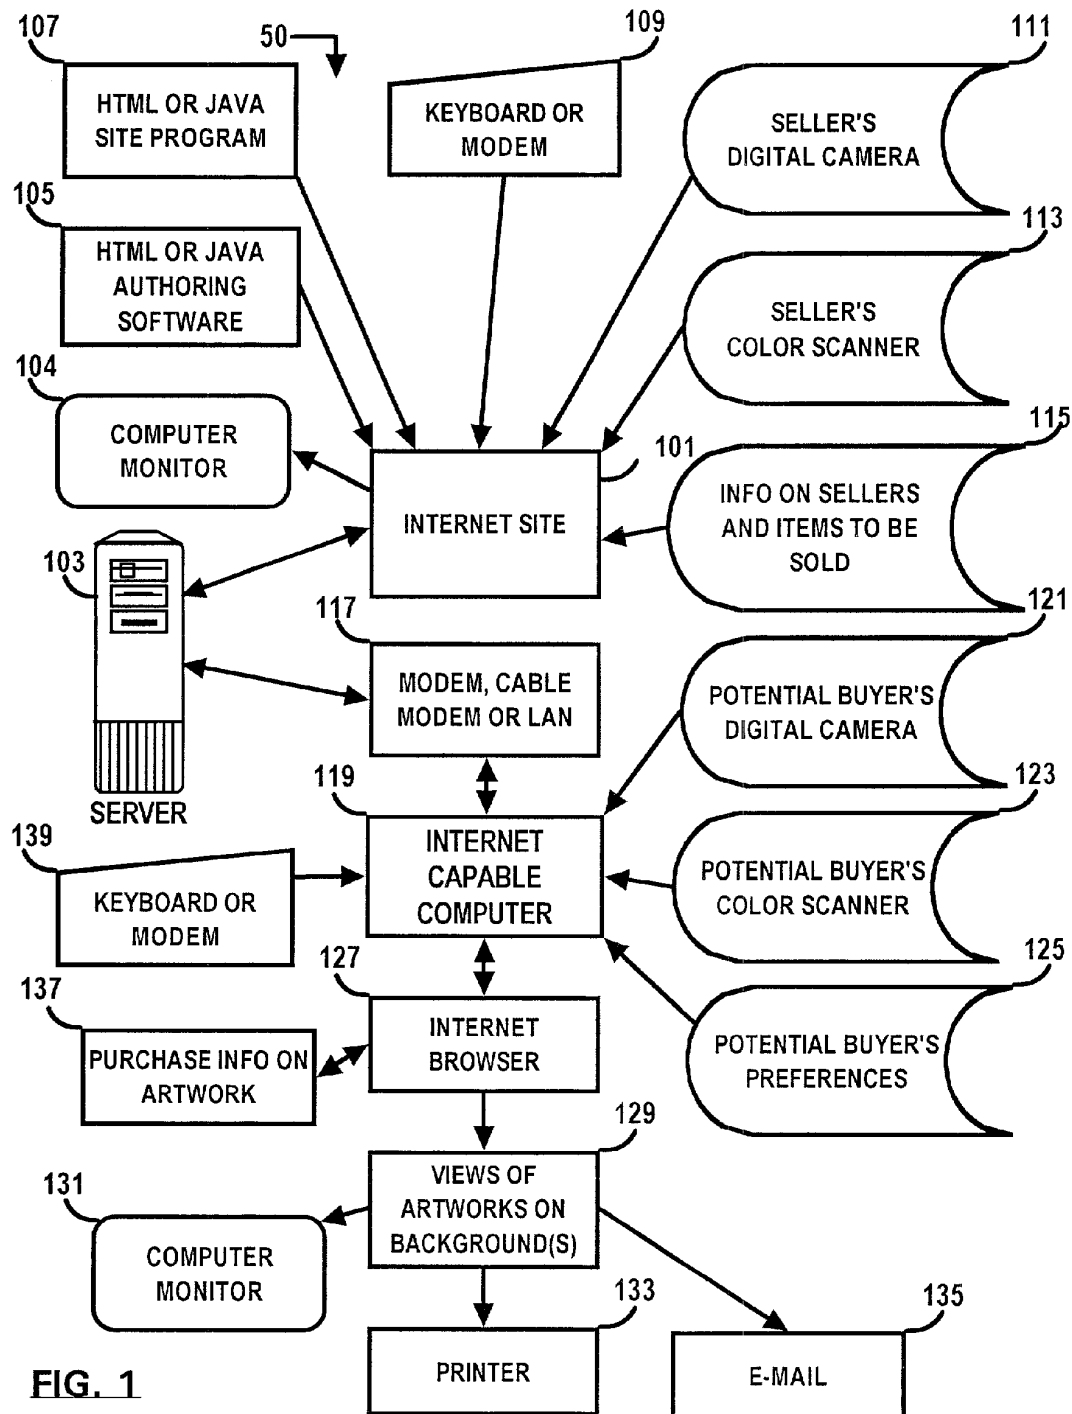 107
50
109
111
HTML OR JAVA
SITE PROGRAM
KEYBOARD OR
MODEM
SELLER'S
DIGITAL CAMERA
105
113
HTML OR JAVA
AUTHORING
SOFTWARE
SELLER'S
COLOR SCANNER
104
COMPUTER
MONITOR
101
115
INTERNET SITE
INFO ON SELLERS
AND ITEMS TO BE
SOLD
103
SERVER
117
121
MODEM, CABLE
MODEM OR LAN
POTENTIAL BUYER'S
DIGITAL CAMERA
119
123
INTERNET
CAPABLE
COMPUTER
POTENTIAL BUYER'S
COLOR SCANNER
139
KEYBOARD OR
MODEM
127
125
137
PURCHASE INFO ON
ARTWORK
INTERNET
BROWSER
POTENTIAL BUYER'S
PREFERENCES
129
VIEWS OF
ARTWORKS ON
BACKGROUND(S)
131
COMPUTER
MONITOR
133
135
PRINTER
E-MAIL
FIG. 1